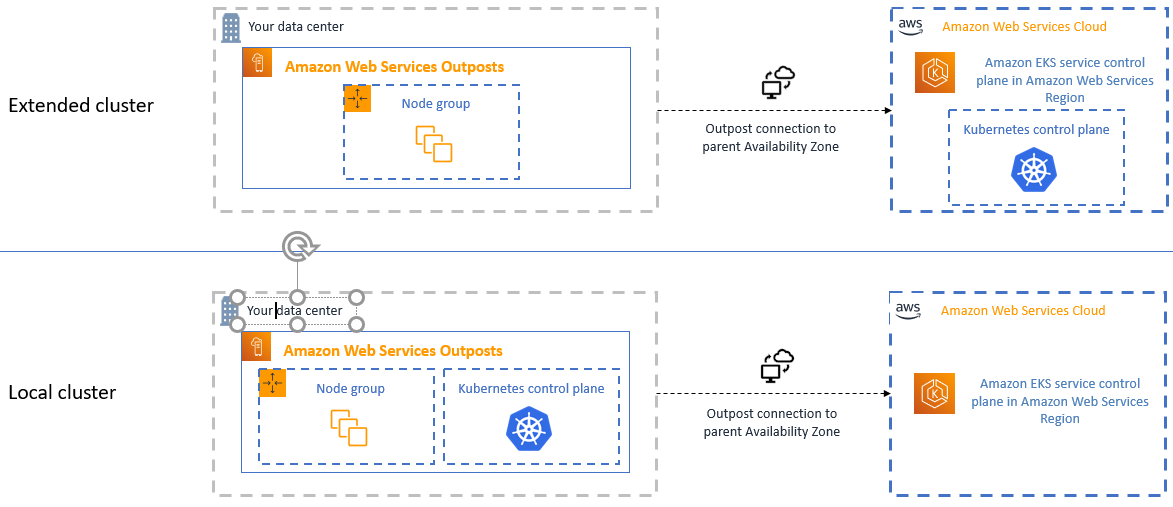 Extended cluster
Your data center
Amazon Web Services Outposts
Node group
Outpost connection to
parent Availability Zone
aws
Amazon Web Services Cloud
Amazon EKS service control
plane in Amazon Web Services
Region
K
Kubernetes control plane
Local cluster
Your data center
Amazon Web Services Outposts
Node group
Kubernetes control plane
Outpost connection to
parent Availability Zone
aws
Amazon Web Services Cloud
Amazon EKS service control
plane in Amazon Web Services
Region
K